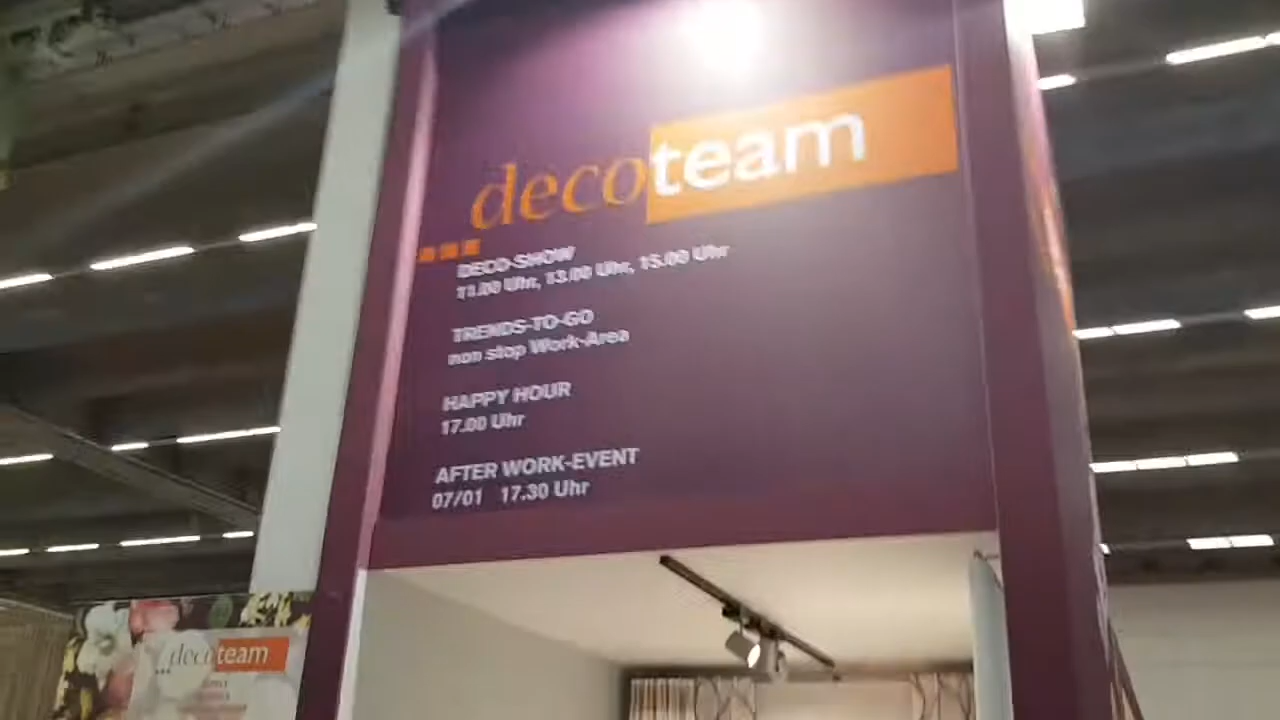 decoteam
DECO-SHOW
11.00 Uhr, 13.00 Uhr, 15.00 Uhr
TRENDS-TO-GO
non stop Work-Area
HAPPY HOUR
17.00 Uhr
AFTER WORK-EVENT
07/01 17.30 Uhr
...decoteam